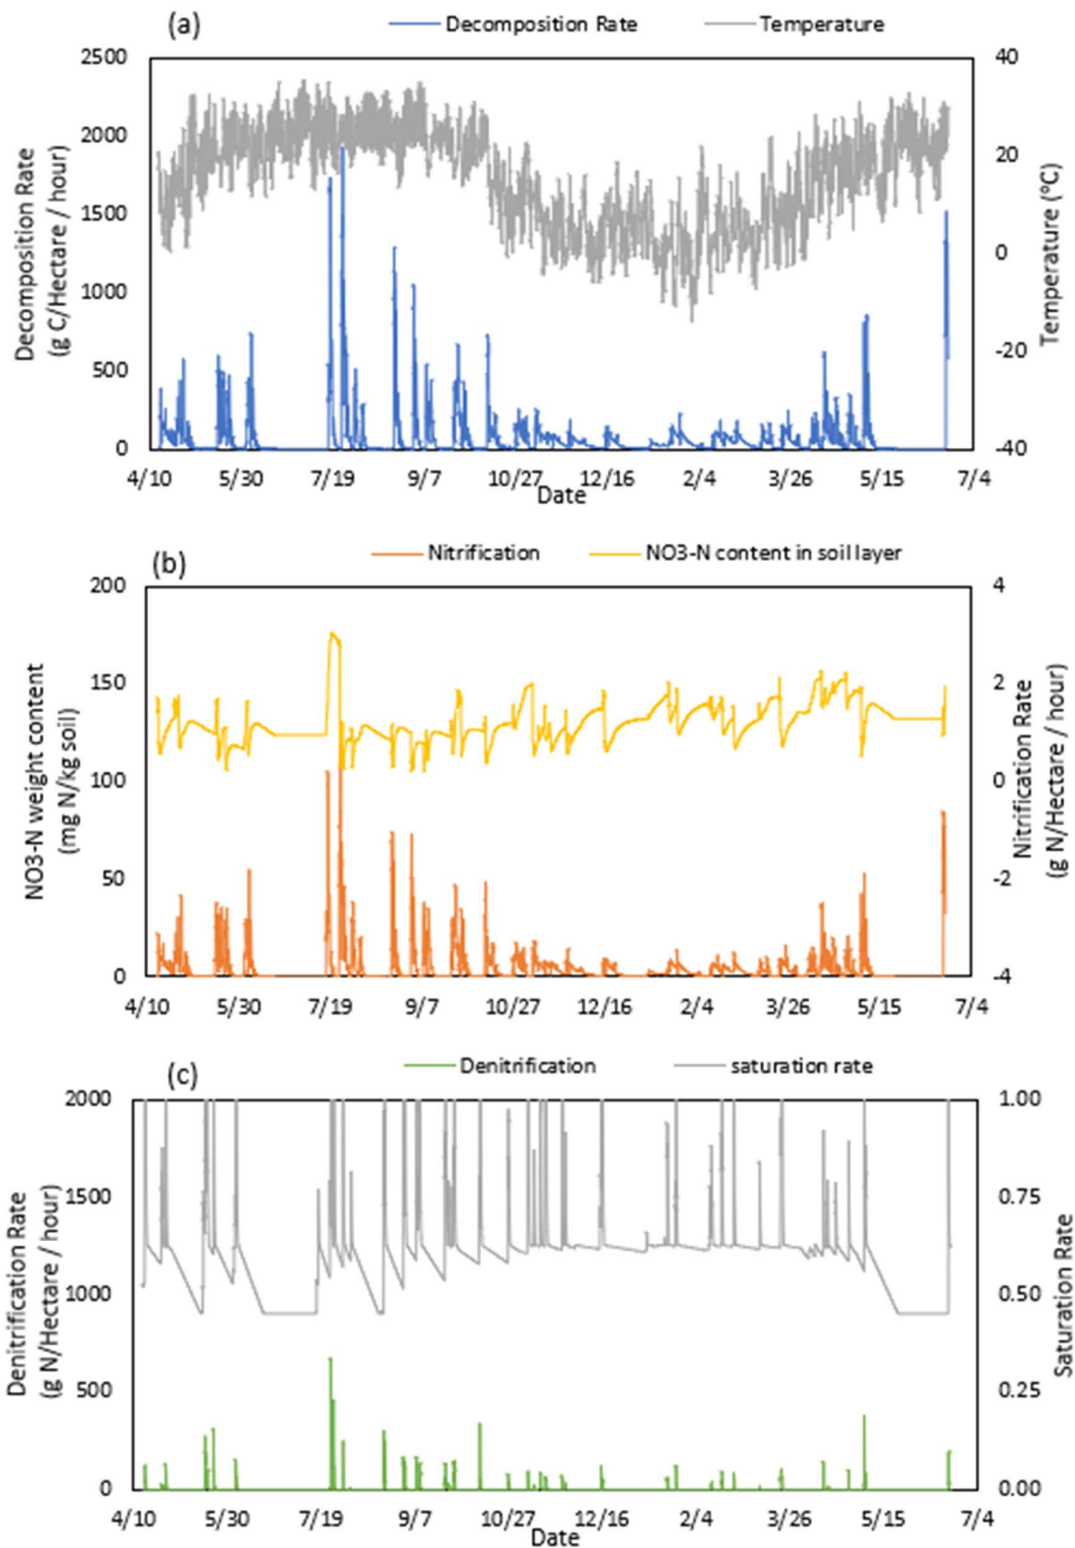 (a)
Decomposition Rate
Temperature
2500
2000
1500
1000
500
0
Decomposition Rate
(g C/Hectare / hour)
40
20
0
-20
-40
Temperature (°C)
4/10 5/30 7/19 9/7 10/27 12/16 2/4 3/26 5/15 7/4
Date
(b)
Nitrification
NO3-N content in soil layer
200
150
100
50
0
NO3-N weight content
(mg N/kg soil)
4
2
0
-2
-4
Nitrification Rate
(g N/Hectare / hour)
4/10 5/30 7/19 9/7 10/27 12/16 2/4 3/26 5/15 7/4
(c)
Denitrification
saturation rate
2000
1500
1000
500
0
Denitrification Rate
(g N/Hectare / hour)
1.00
0.75
0.50
0.25
0.00
Saturation Rate
4/10 5/30 7/19 9/7 10/27 12/16 2/4 3/26 5/15 7/4
Date